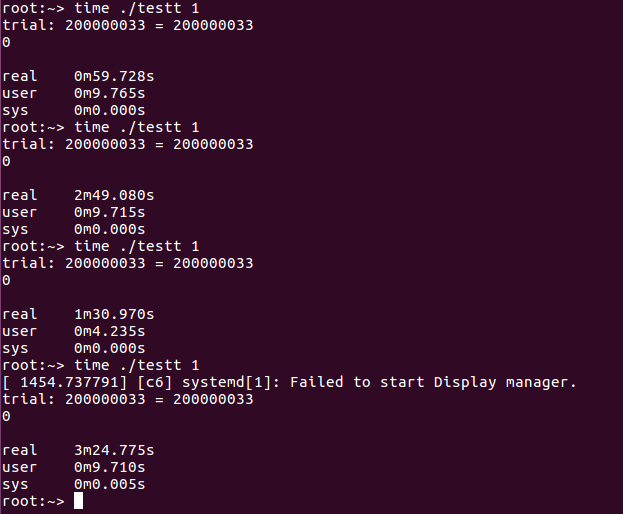 root:~> time ./testt 1
trial: 200000033 = 200000033
0
real    0m59.728s
user    0m9.765s
sys     0m0.000s
root:~> time ./testt 1
trial: 200000033 = 200000033
0
real    2m49.080s
user    0m9.715s
sys     0m0.000s
root:~> time ./testt 1
trial: 200000033 = 200000033
0
real    1m30.970s
user    0m4.235s
sys     0m0.000s
root:~> time ./testt 1
[ 1454.737791] [c6] systemd[1]: Failed to start Display manager.
trial: 200000033 = 200000033
0
real    3m24.775s
user    0m9.710s
sys     0m0.005s
root:~>